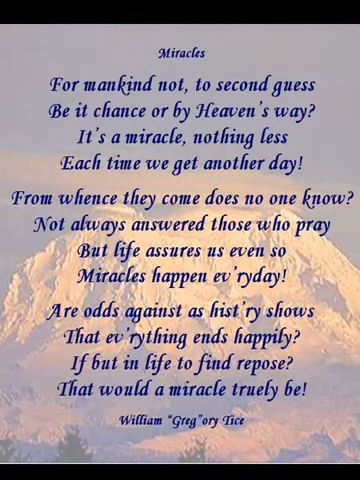 Miracles
For mankind not, to second guess
Be it chance or by Heaven's way?
It's a miracle, nothing less
Each time we get another day!
From whence they come does no one know?
Not always answered those who pray
But life assures us even so
Miracles happen ev'ryday!
Are odds against as hist'ry shows
That ev'rything ends happily?
If but in life to find repose?
That would a miracle truely be!
William "Greg"ory Tice